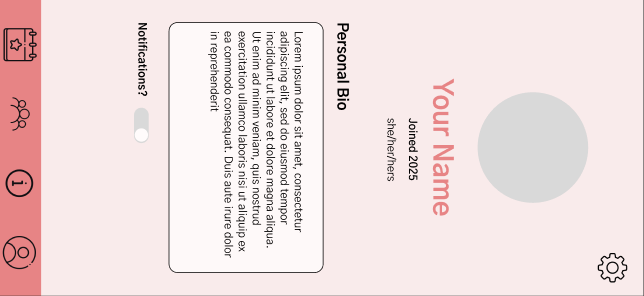 Your Name
Joined 2025
she/her/hers
Personal Bio
Lorem ipsum dolor sit amet, consectetur
adipiscing elit, sed do eiusmod tempor
incididunt ut labore et dolore magna aliqua.
Ut enim ad minim veniam, quis nostrud
exercitation ullamco laboris nisi ut aliquip ex
ea commodo consequat. Duis aute irure dolor
in reprehenderit
Notifications?